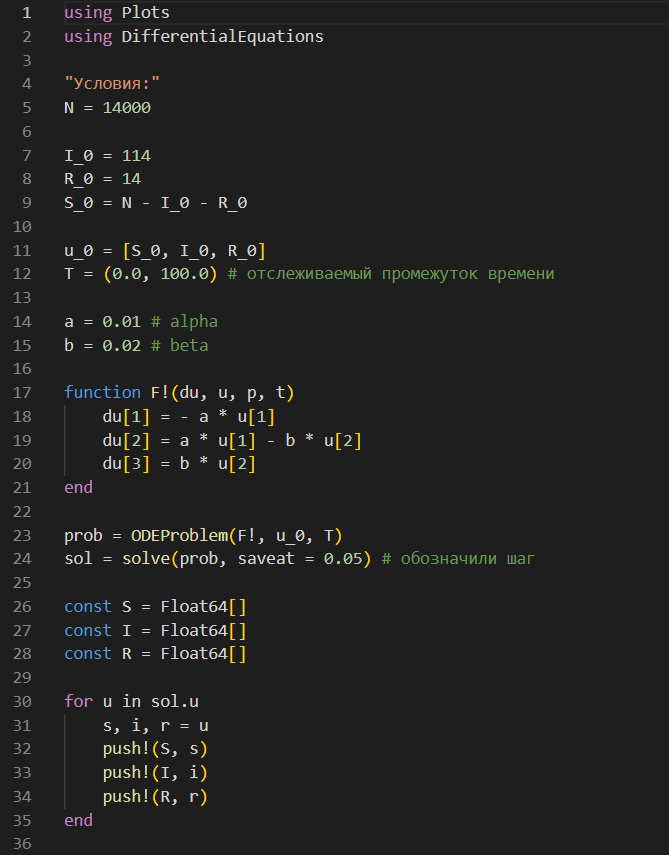 1 using Plots
2 using DifferentialEquations
3
4 "Условия:"
5 N = 14000
6
7 I_0 = 114
8 R_0 = 14
9 S_0 = N - I_0 - R_0
10
11 u_0 = [S_0, I_0, R_0]
12 T = (0.0, 100.0) # отслеживаемый промежуток времени
13
14 a = 0.01 # alpha
15 b = 0.02 # beta
16
17 function F!(du, u, p, t)
18     du[1] = - a * u[1]
19     du[2] = a * u[1] - b * u[2]
20     du[3] = b * u[2]
21 end
22
23 prob = ODEProblem(F!, u_0, T)
24 sol = solve(prob, saveat = 0.05) # обозначили шаг
25
26 const S = Float64[]
27 const I = Float64[]
28 const R = Float64[]
29
30 for u in sol.u
31     s, i, r = u
32     push!(S, s)
33     push!(I, i)
34     push!(R, r)
35 end
36